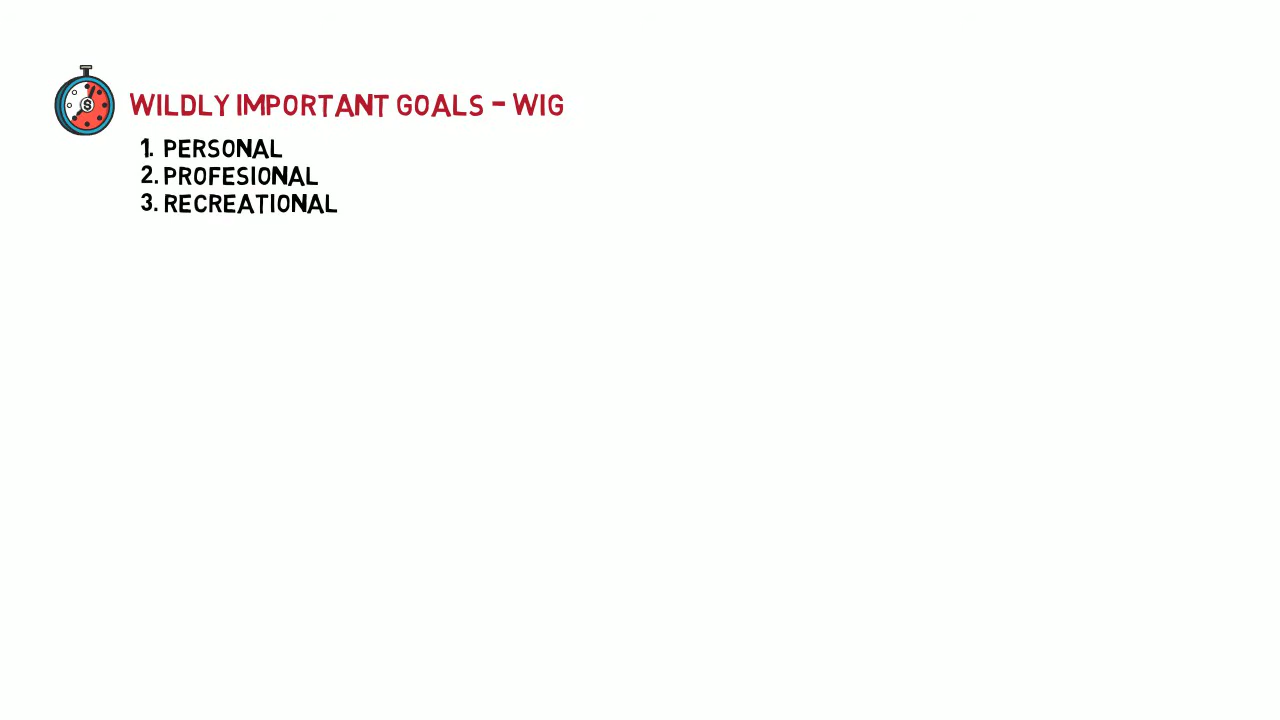 WILDLY IMPORTANT GOALS - WIG
1. PERSONAL
2. PROFESIONAL
3. RECREATIONAL
$